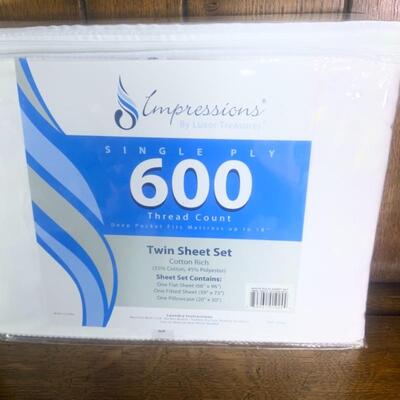 Impressions®
By Luxor Treasures®
SINGLE PLY
600
Thread Count
Deep Pocket Fits Mattress up to 18"
Twin Sheet Set
Cotton Rich
(55% Cotton, 45% Polyester)
Sheet Set Contains:
One Flat Sheet (66" x 96")
One Fitted Sheet (39" x 75")
One Pillowcase (20" x 30")
Laundry Instructions